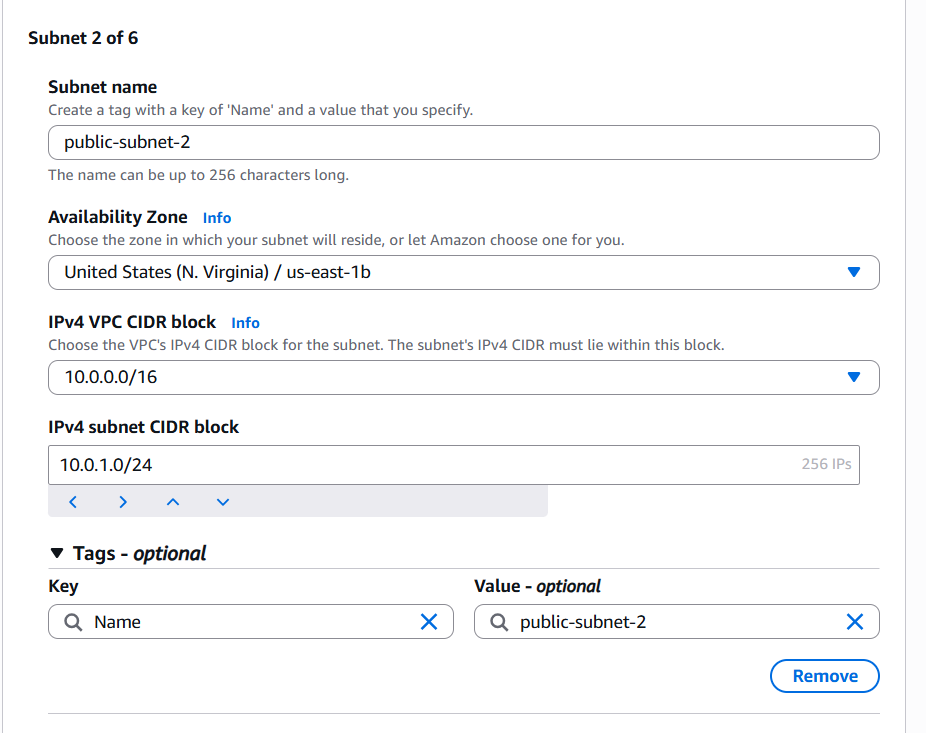 Subnet 2 of 6
Subnet name
Create a tag with a key of 'Name' and a value that you specify.
public-subnet-2
The name can be up to 256 characters long.
Availability Zone Info
Choose the zone in which your subnet will reside, or let Amazon choose one for you.
United States (N. Virginia) / us-east-1b
IPv4 VPC CIDR block Info
Choose the VPC's IPv4 CIDR block for the subnet. The subnet's IPv4 CIDR must lie within this block.
10.0.0.0/16
IPv4 subnet CIDR block
10.0.1.0/24 256 IPs
Tags - optional
Key Value - optional
Name public-subnet-2
Remove